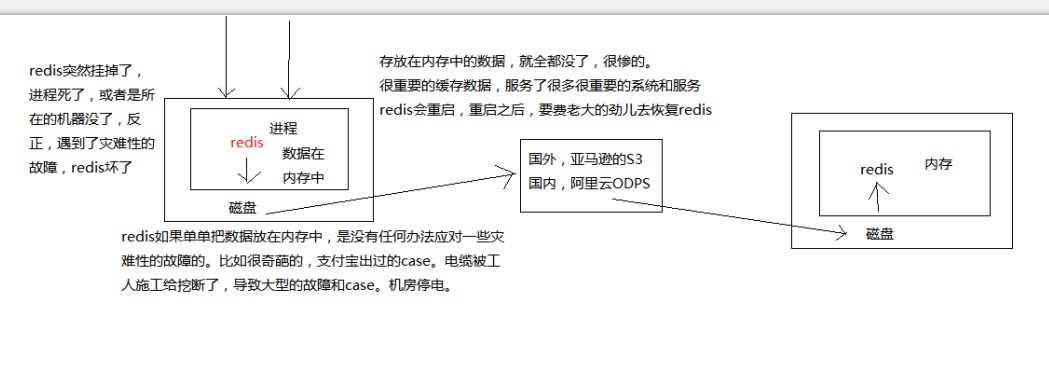 redis突然挂掉了，
进程死了，或者是所
在的机器没了，反
正，遇到了灾难性的
故障，redis坏了
存放在内存中的数据，就全都没了，很惨的。
很重要的缓存数据，服务了很多很重要的系统和服务
redis会重启，重启之后，要费老大的劲儿去恢复redis
进程
redis
数据在
内存中
磁盘
国外，亚马逊的S3
国内，阿里云ODPS
redis
内存
磁盘
redis如果单单把数据放在内存中，是没有任何办法应对一些灾
难性的故障的。比如很奇葩的，支付宝出过的case。电缆被工
人施工给挖断了，导致大型的故障和case。机房停电。